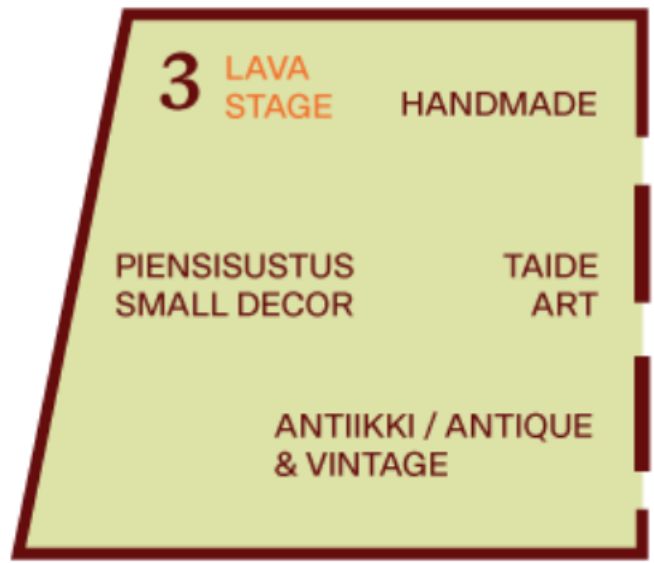 3 LAVA
STAGE
HANDMADE
PIENSISUSTUS
SMALL DECOR
TAIDE
ART
ANTIIKKI / ANTIQUE
& VINTAGE